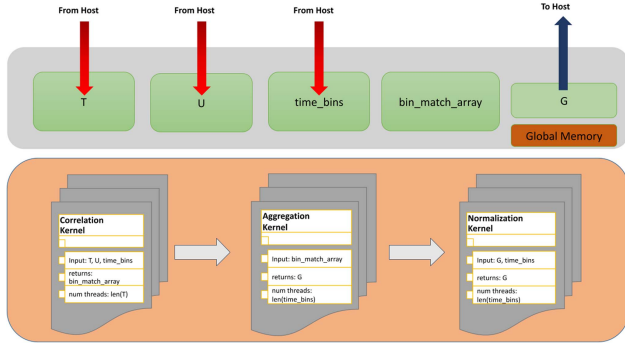 From Host
From Host
From Host
To Host
T
U
time_bins
bin_match_array
G
Global Memory
Correlation
Kernel
Input: T, U, time_bins
returns:
bin_match_array
num threads: len(T)
Aggregation
Kernel
Input: bin_match_array
returns: G
num threads:
len(time_bins)
Normalization
Kernel
Input: G, time_bins
returns: G
num threads:
len(time_bins)